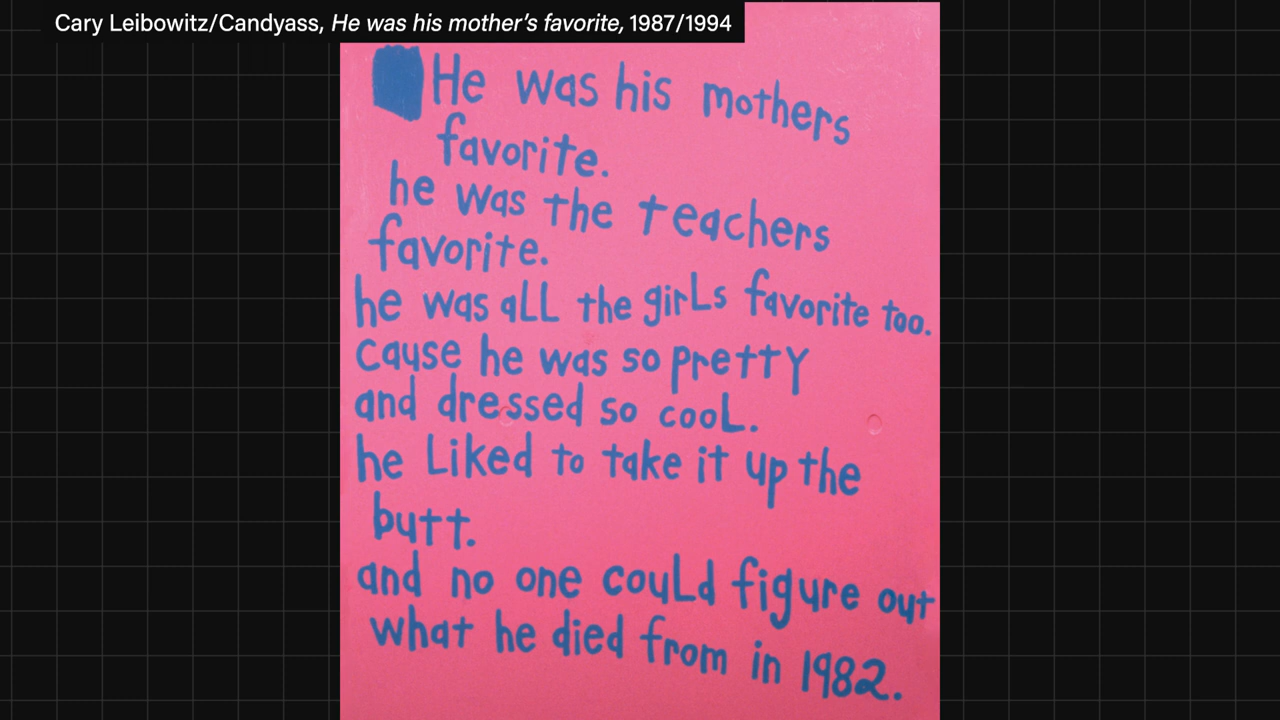 Cary Leibowitz/Candyass, He was his mother's favorite, 1987/1994
He was his mothers
favorite.
he was the teachers
favorite.
he was aLL the girLs favorite too.
cause he was so pretty
and dressed so cooL.
he Liked to take it up the
butt.
and no one couLd figure out
what he died from in 1982.